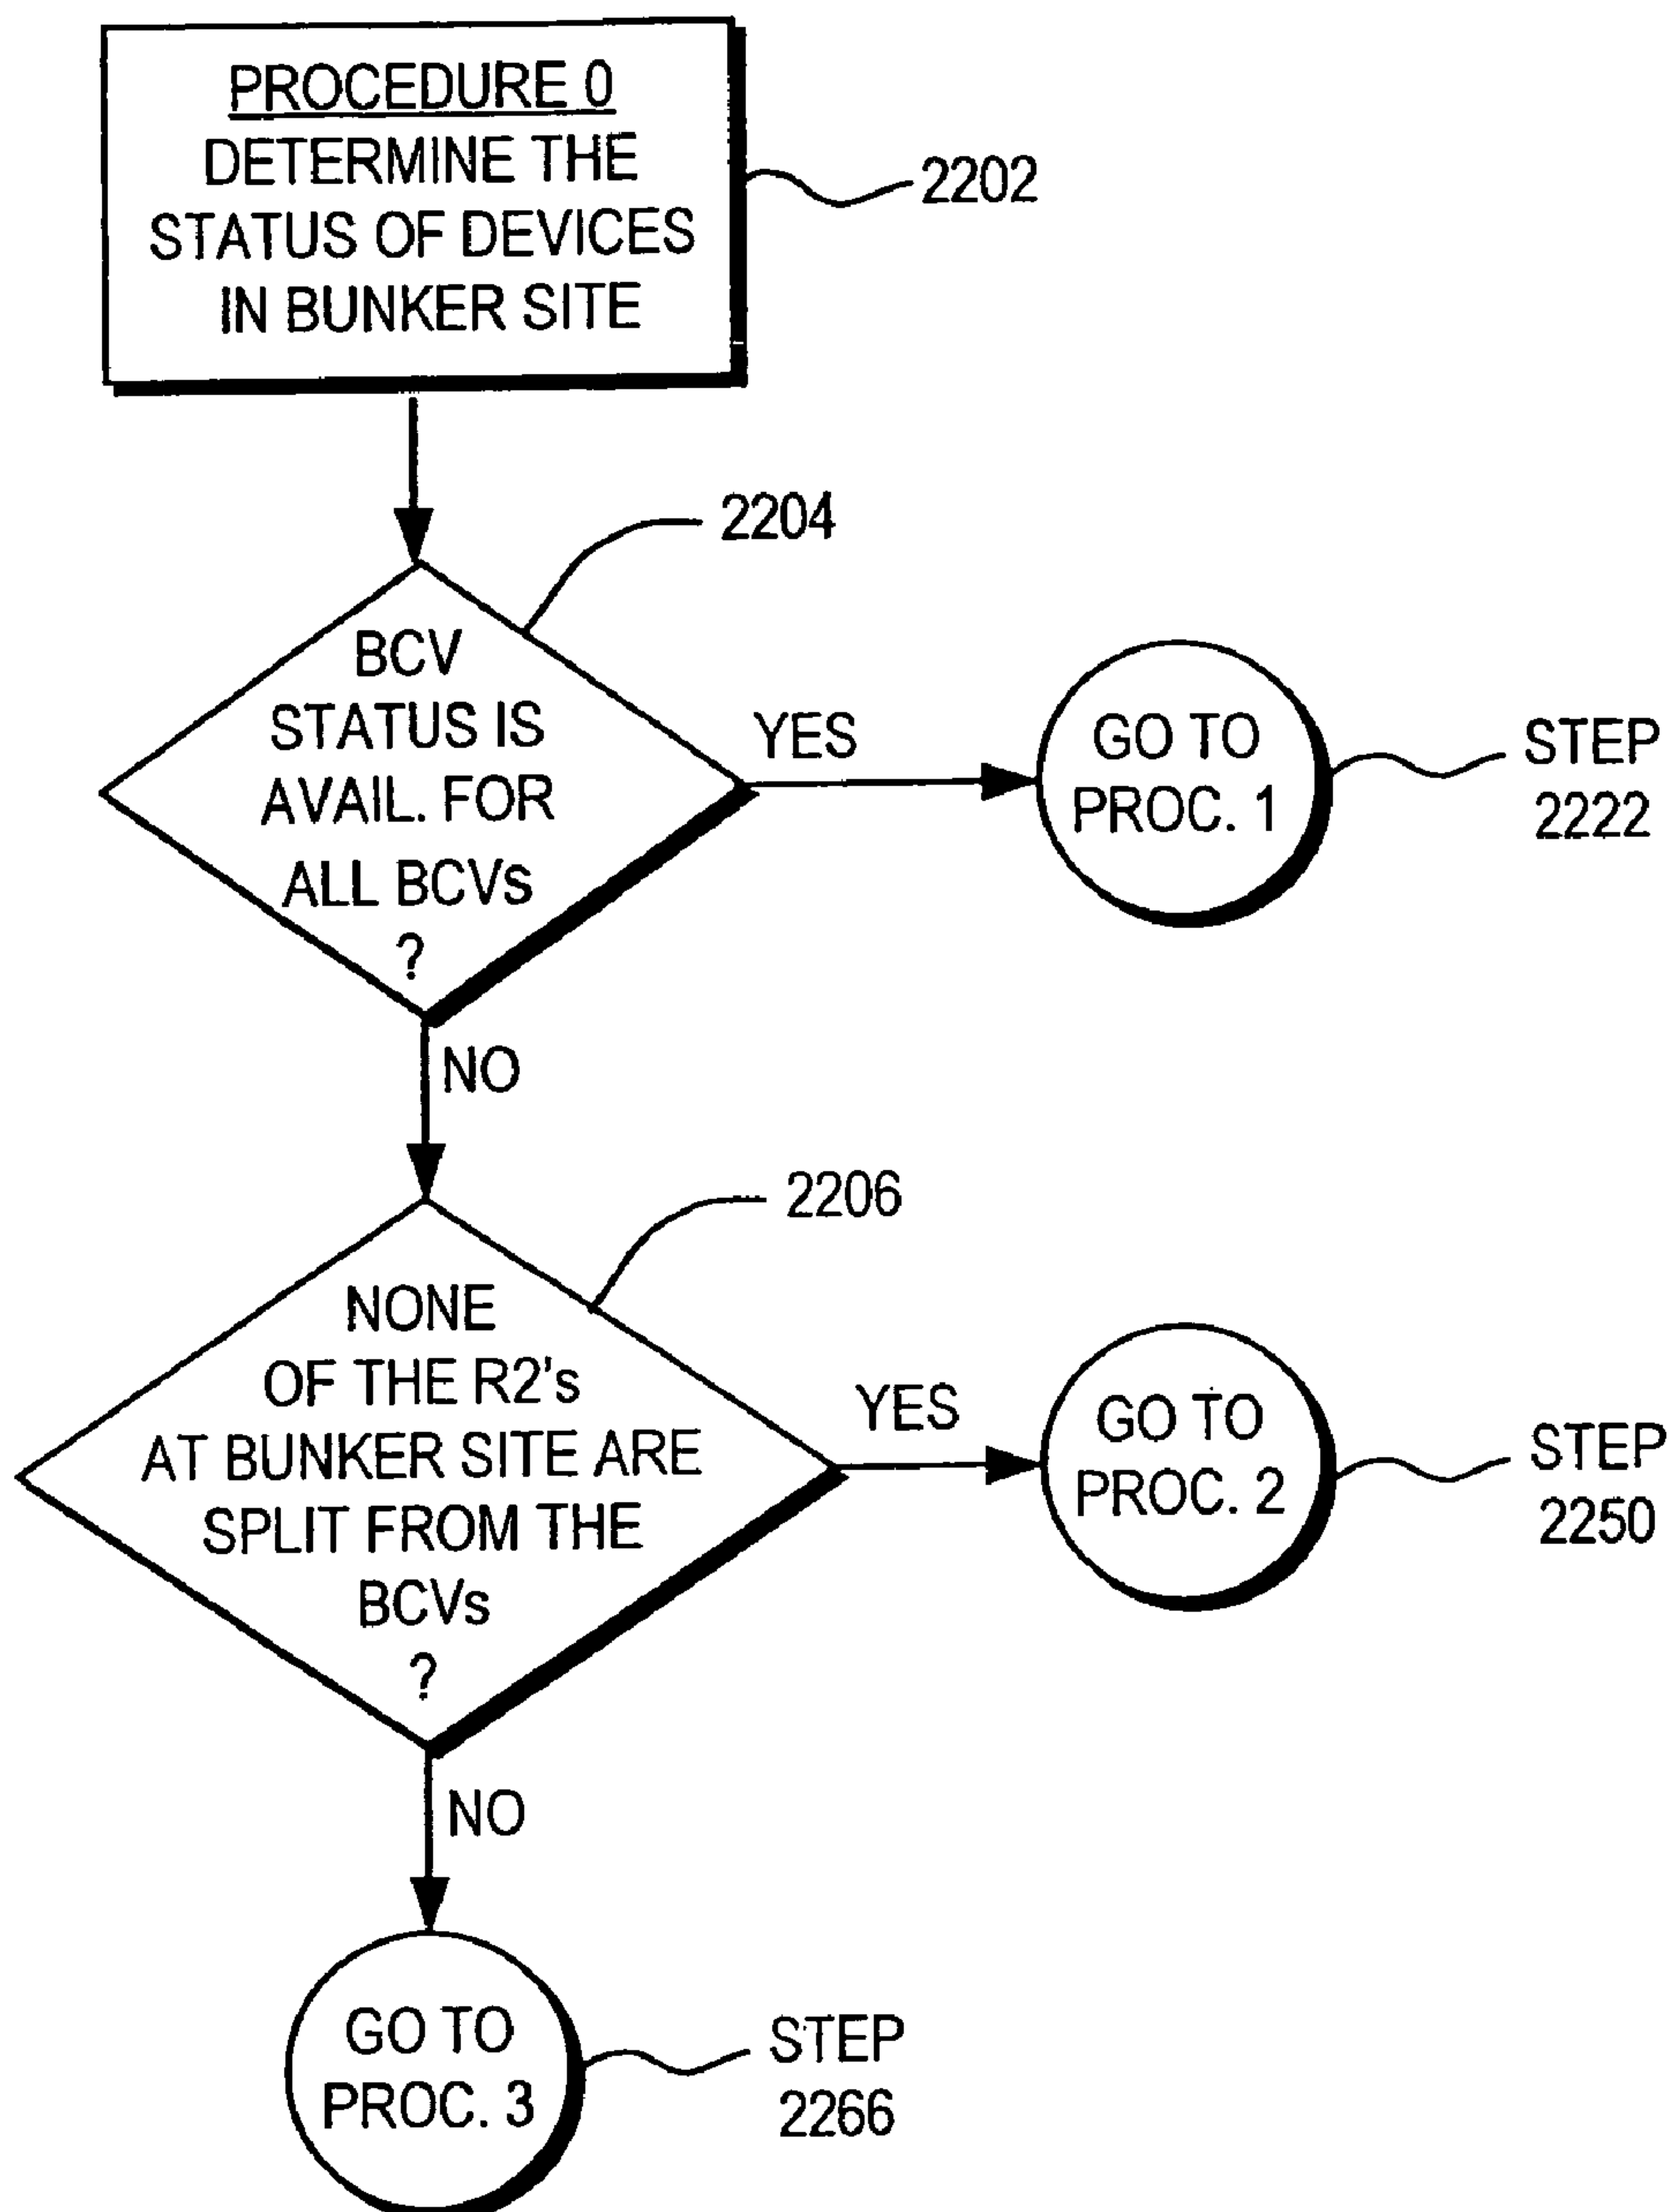 PROCEDURE 0
DETERMINE THE
STATUS OF DEVICES
IN BUNKER SITE
2202
2204
BCV
STATUS IS
AVAIL. FOR
ALL BCVs
?
YES
GO TO
PROC. 1
STEP
2222
NO
2206
NONE
OF THE R2's
AT BUNKER SITE ARE
SPLIT FROM THE
BCVs
?
YES
GO TO
PROC. 2
STEP
2250
NO
GO TO
PROC. 3
STEP
2266